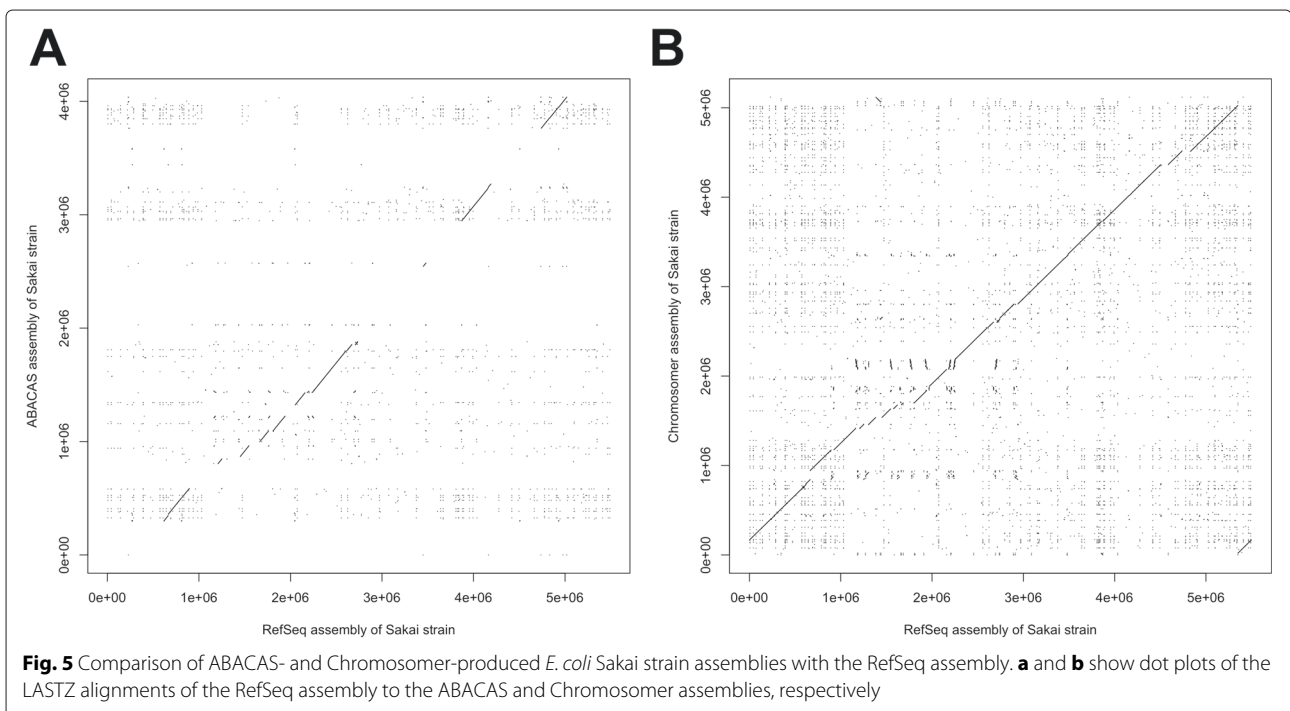 A
B
ABACAS assembly of Sakai strain
0e+00 1e+06 2e+06 3e+06 4e+06
0e+00 1e+06 2e+06 3e+06 4e+06 5e+06
RefSeq assembly of Sakai strain
Chromosomer assembly of Sakai strain
0e+00 1e+06 2e+06 3e+06 4e+06 5e+06
0e+00 1e+06 2e+06 3e+06 4e+06 5e+06
RefSeq assembly of Sakai strain
Fig. 5 Comparison of ABACAS- and Chromosomer-produced E. coli Sakai strain assemblies with the RefSeq assembly. a and b show dot plots of the
LASTZ alignments of the RefSeq assembly to the ABACAS and Chromosomer assemblies, respectively